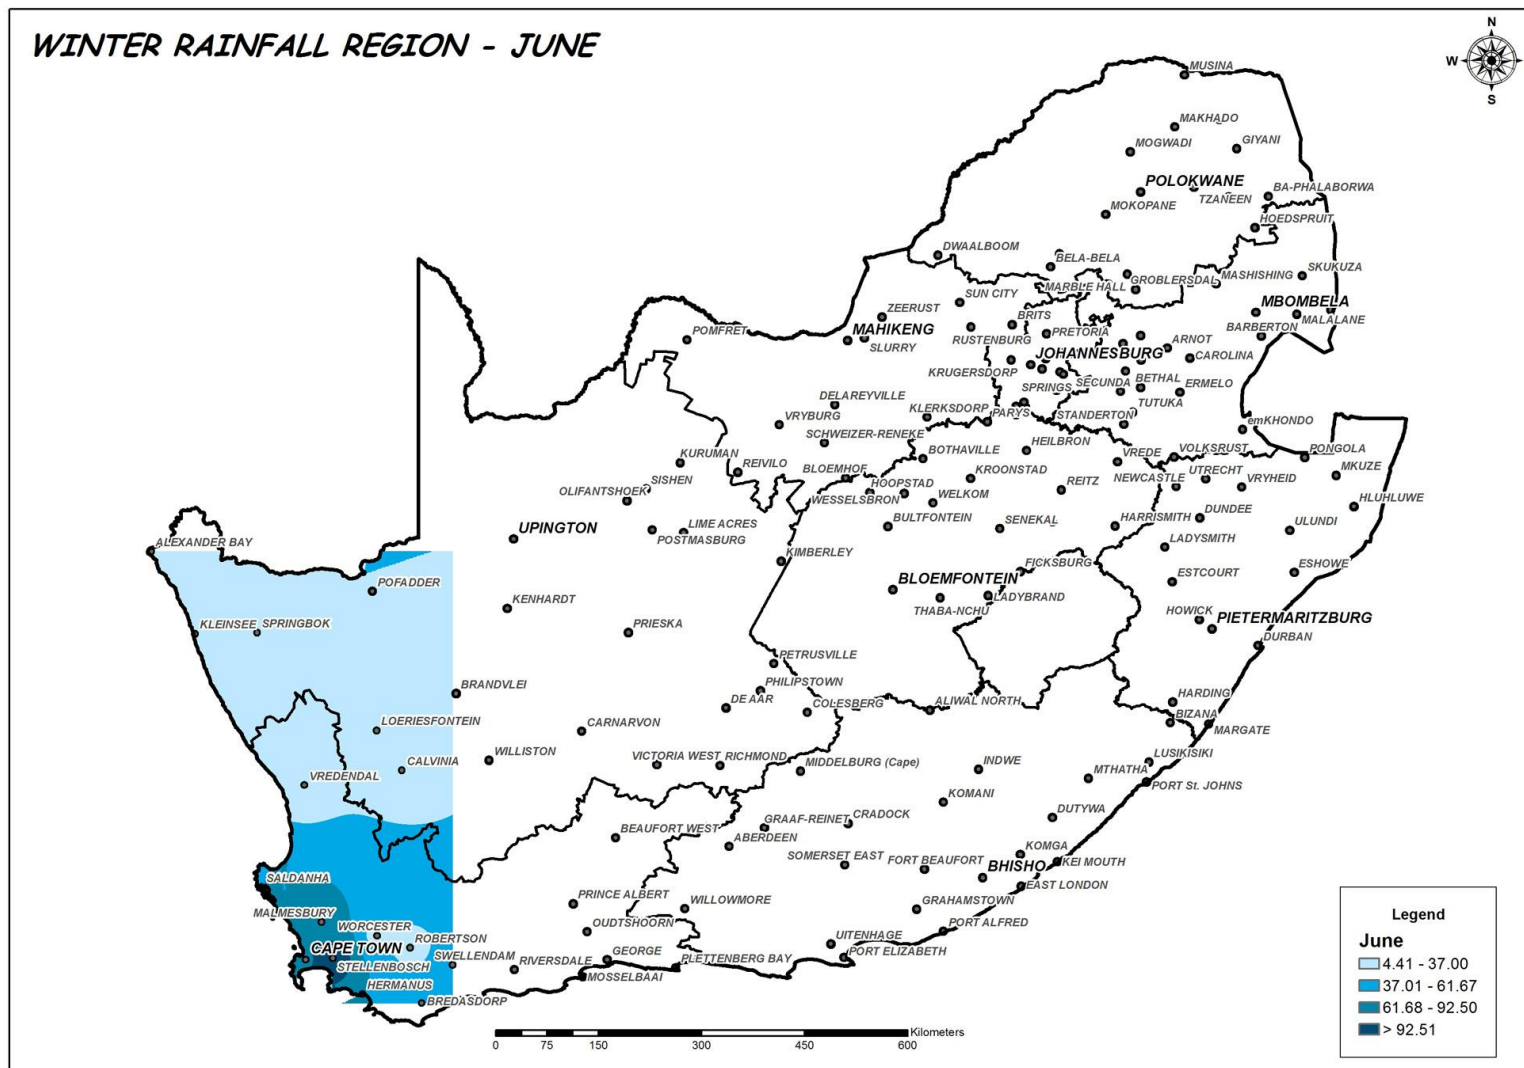 WINTER RAINFALL REGION - JUNE
N
W
S
MUSINA
MAKHADO
MOGWADI
GIYANI
POLOKWANE
TZANEEN
BA-PHALABORWA
MOKOPANE
HOEDSPRUIT
DWAALBOOM
BELA-BELA
GROBLERSDAL
MASHISHING
SKUKUZA
MARBLE HALL
SUN CITY
MBOMBELA
ZEERUST
BRITS
MALALANE
MAHIKENG
PRETORIA
BARBERTON
POMFRET
SLURRY
RUSTENBURG
ARNOT
JOHANNESBURG
CAROLINA
KRUGERSDORP
SPRINGS
SECUNDA
BETHAL
ERMELO
DELAREYVILLE
TUTUKA
VRYBURG
KLERKSDORP
PARYS
STANDERTON
emKHONDO
SCHWEIZER-RENEKE
HEILBRON
KURUMAN
REIVILO
BOTHAVILLE
VREDE
VOLKSRUST
PONGOLA
SISHEN
BLOEMHOF
KROONSTAD
NEWCASTLE
UTRECHT
VRYHEID
MKUZE
OLIFANTSHOEK
HOOPSTAD
WESSELSBRON
WELKOM
REITZ
HLUHLUWE
UPINGTON
LIME ACRES
POSTMASBURG
BULTFONTEIN
SENEKAL
HARRISMITH
DUNDEE
ULUNDI
ALEXANDER BAY
KIMBERLEY
LADYSMITH
POFADDER
BLOEMFONTEIN
FICKSBURG
ESTCOURT
ESHOWE
KENHARDT
THABA-NCHU
LADYBRAND
HOWICK
PIETERMARITZBURG
KLEINSEE
SPRINGBOK
PRIESKA
DURBAN
PETRUSVILLE
BRANDVLEI
PHILIPSTOWN
DE AAR
COLESBERG
ALIWAL NORTH
HARDING
LOERIESFONTEIN
CARNARVON
BIZANA
MARGATE
CALVINIA
WILLISTON
VICTORIA WEST
RICHMOND
MIDDELBURG (Cape)
INDWE
LUSIKISIKI
VREDENDAL
MTHATHA
PORT St. JOHNS
KOMANI
BEAUFORT WEST
GRAAF-REINET
CRADOCK
DUTYWA
ABERDEEN
SOMERSET EAST
FORT BEAUFORT
KOMGA
BHISHO
KEI MOUTH
SALDANHA
EAST LONDON
PRINCE ALBERT
WILLOWMORE
GRAHAMSTOWN
MALMESBURY
WORCESTER
OUDTSHOORN
PORT ALFRED
CAPE TOWN
ROBERTSON
UITENHAGE
STELLENBOSCH
SWELLENDAM
RIVERSDALE
GEORGE
PLETTENBERG BAY
PORT ELIZABETH
HERMANUS
MOSSELBAAI
BREDASDORP
Kilometers
0 75 150 300 450 600
Legend
June
4.41 - 37.00
37.01 - 61.67
61.68 - 92.50
> 92.51